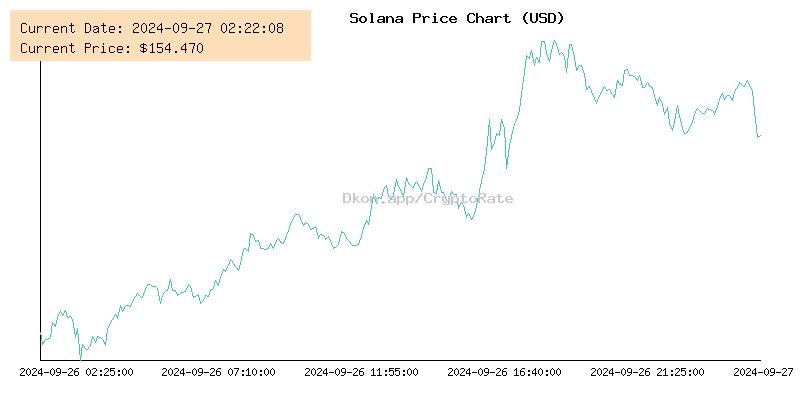 Solana Price Chart (USD)
Current Date: 2024-09-27 02:22:08
Current Price: $154.470
Dkon.app/CryptoRate
2024-09-26 02:25:00
2024-09-26 07:10:00
2024-09-26 11:55:00
2024-09-26 16:40:00
2024-09-26 21:25:00
2024-09-27